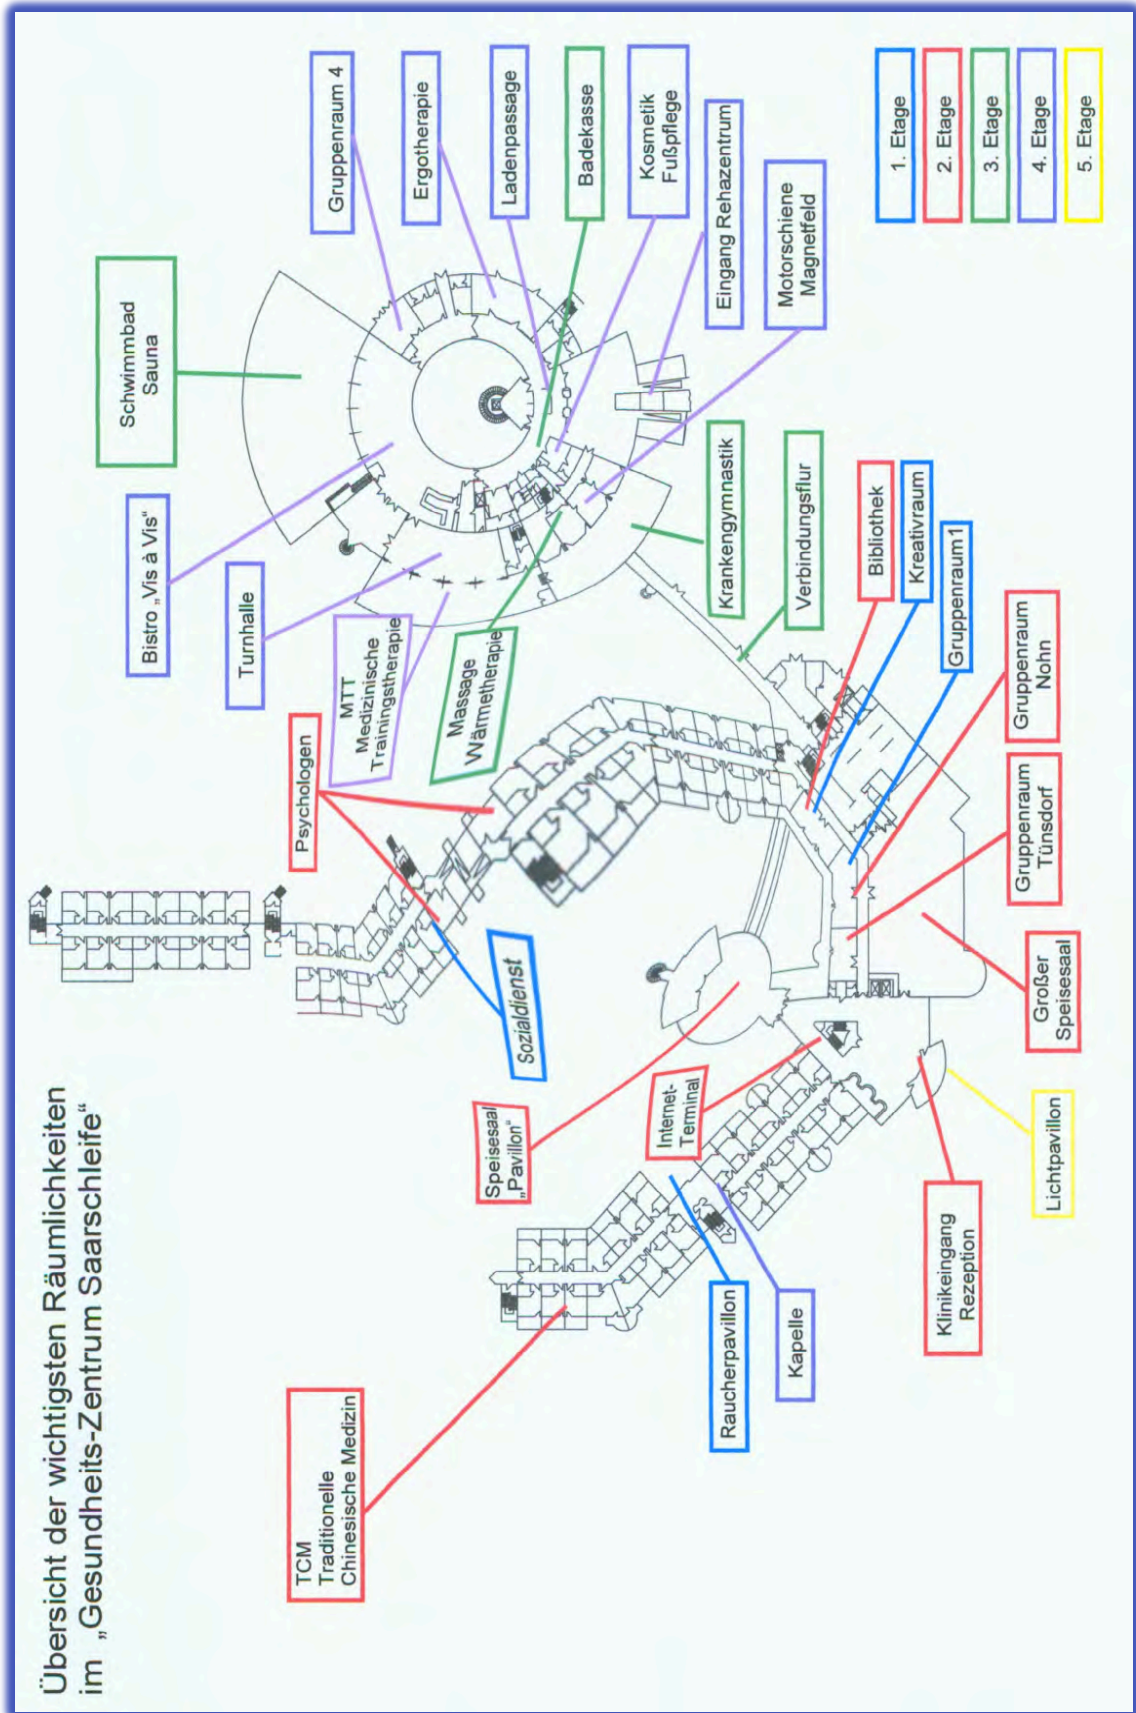 Übersicht der wichtigsten Räumlichkeiten
im „Gesundheits-Zentrum Saarschleife“
TCM
Traditionelle
Chinesische Medizin
Psychologen
Sozialdienst
Speisesaal
„Pavillon“
Internet-
Terminal
Raucherpavillon
Kapelle
Klinikeingang
Rezeption
Lichtpavillon
Großer
Speisesaal
Gruppenraum
Tünsdorf
Gruppenraum
Nohn
Gruppenraum1
Kreativraum
Bibliothek
Verbindungsflur
Krankengymnastik
Massage
Wärmetherapie
MTT
Medizinische
Trainingstherapie
Turnhalle
Bistro „Vis à Vis“
Schwimmbad
Sauna
Gruppenraum 4
Ergotherapie
Ladenpassage
Badekasse
Kosmetik
Fußpflege
Eingang Rehazentrum
Motorschiene
Magnetfeld
1. Etage
2. Etage
3. Etage
4. Etage
5. Etage